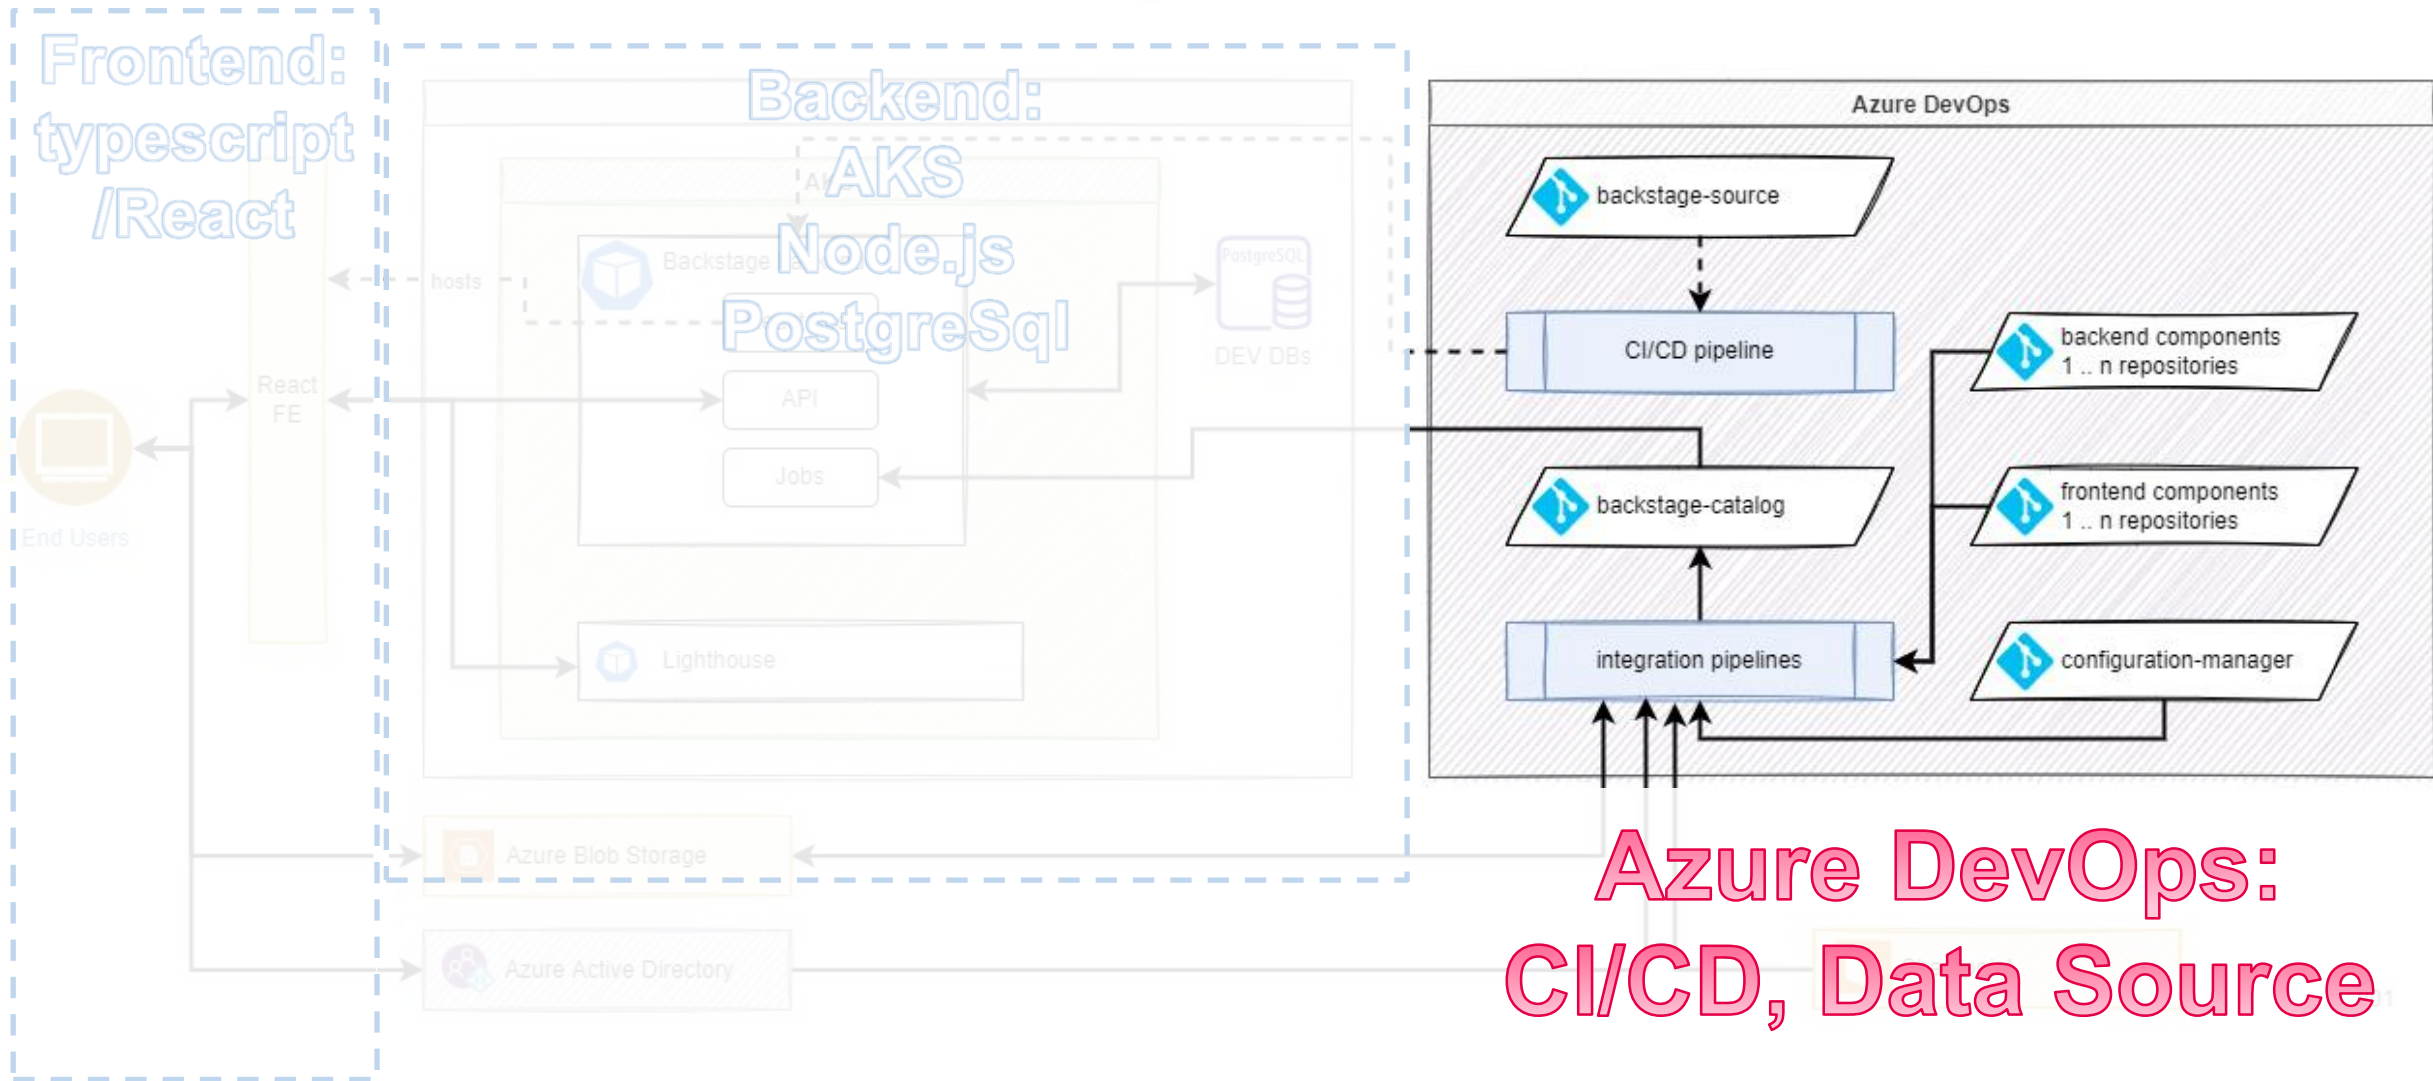 Frontend:
typescript
/React
Backend:
AKS
Node.js
PostgreSql
Backstage
hosts
API
Jobs
Lighthouse
PostgreSQL
DEV DBs
React
FE
End Users
Azure Blob Storage
Azure Active Directory
Azure DevOps
backstage-source
CI/CD pipeline
backend components
1 .. n repositories
backstage-catalog
frontend components
1 .. n repositories
integration pipelines
configuration-manager
Azure DevOps:
CI/CD, Data Source